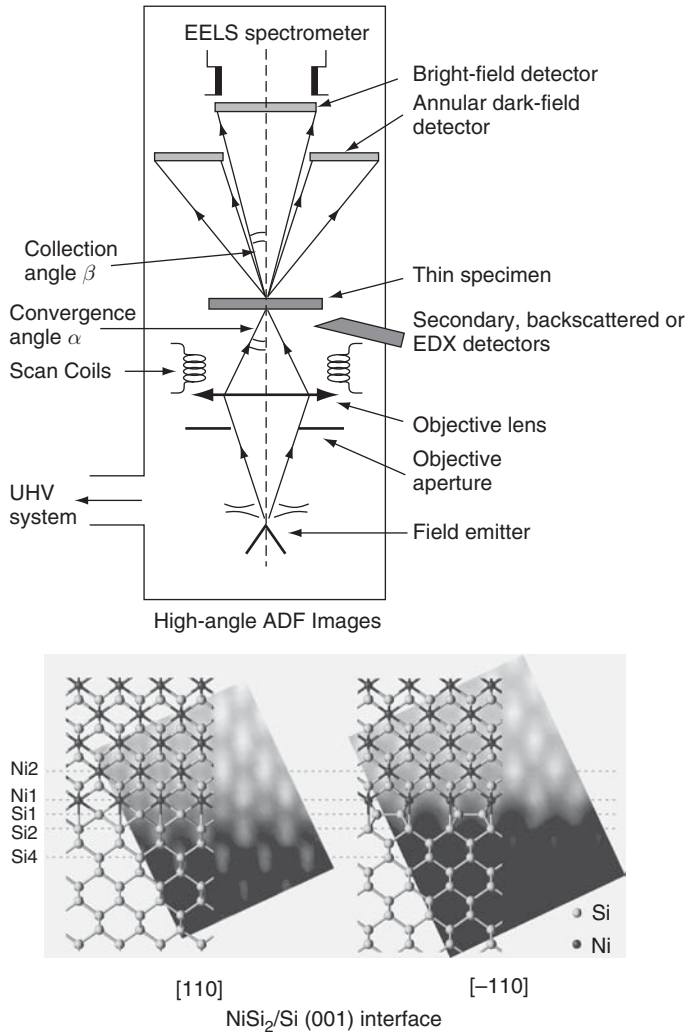 EELS spectrometer
Bright-field detector
Annular dark-field
detector
Collection
angle β
Thin specimen
Convergence
angle α
Secondary, backscattered or
EDX detectors
Scan Coils
Objective lens
Objective
aperture
UHV
system
Field emitter
High-angle ADF Images
Ni2
Ni1
Si1
Si2
Si4
Si
Ni
[110]
[−110]
NiSi₂/Si (001) interface